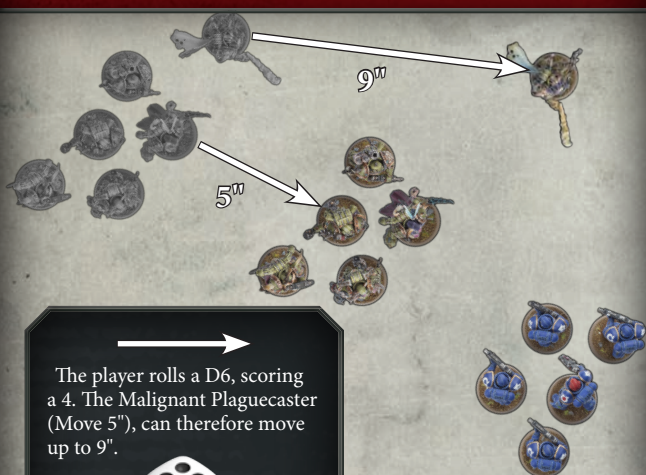 9"
5"
The player rolls a D6, scoring
a 4. The Malignant Plaguecaster
(Move 5"), can therefore move
up to 9".